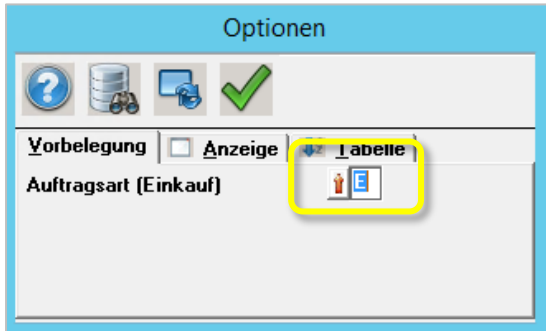 Optionen
Vorbelegung Anzeige Tabelle
Auftragsart (Einkauf) E